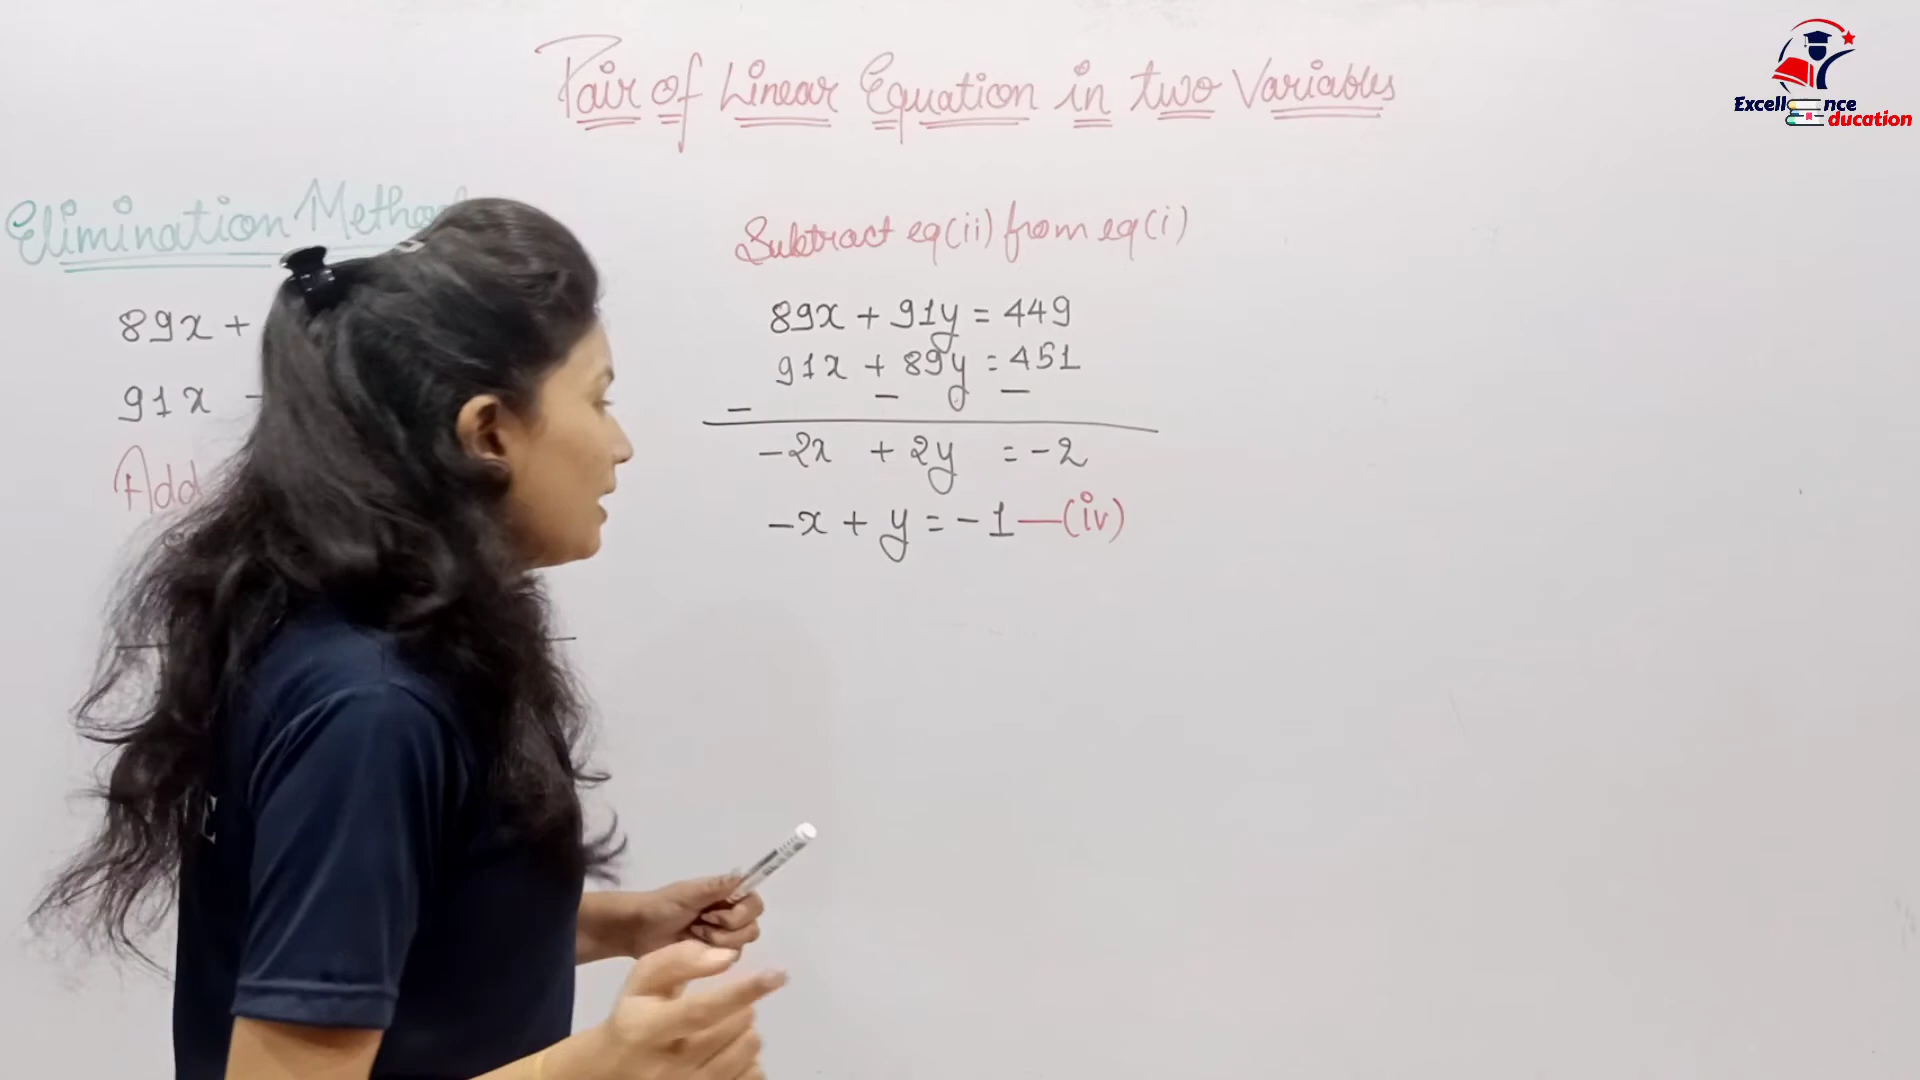 Pair of Linear Equation in two Variables
Excellence
Education
Elimination Method
89x +
91x -
Add
Subtract eq(ii) from eq(i)
89x + 91y = 449
91x + 89y = 451
- - -
-2x + 2y = -2
-x + y = -1 —(iv)
E